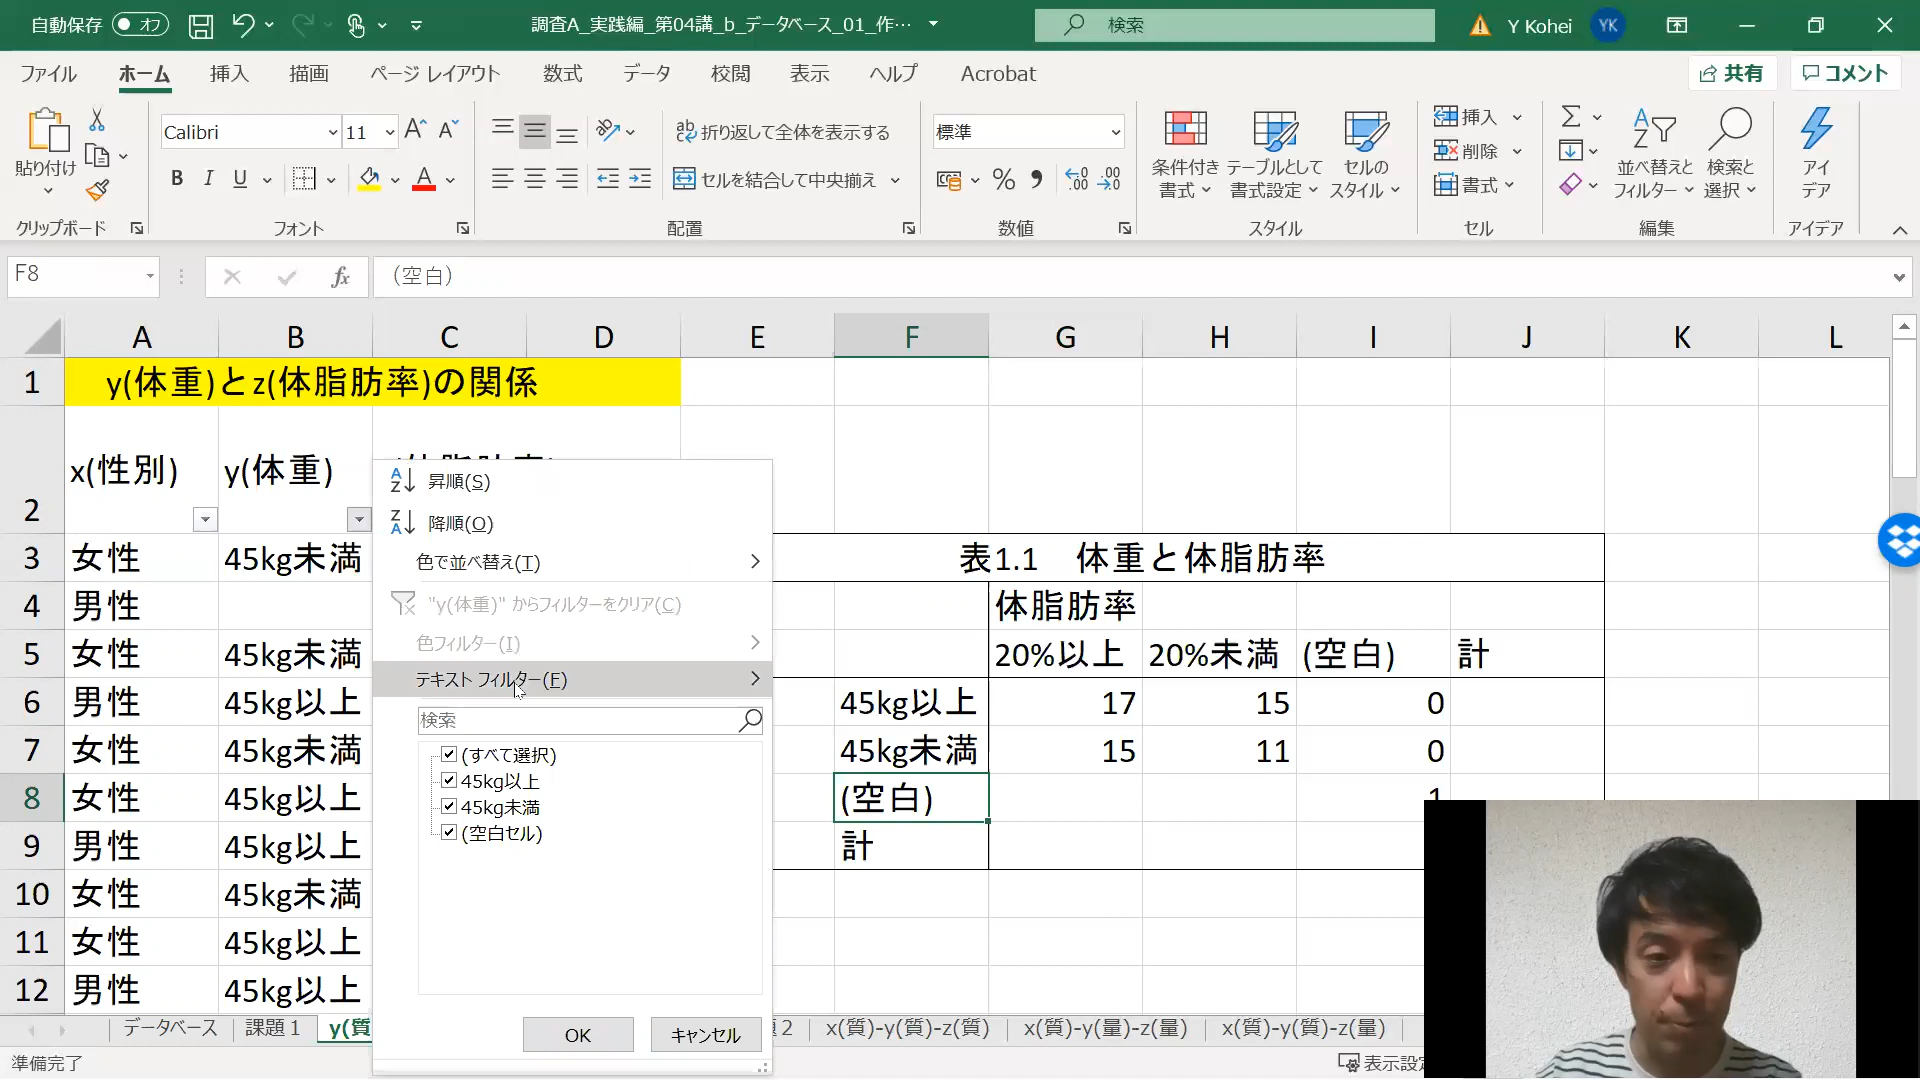 自動保存 オフ 調査A_実践編_第04講_b_データベース_01_作… 検索 Y Kohei YK
ファイル ホーム 挿入 描画 ページ レイアウト 数式 データ 校閲 表示 ヘルプ Acrobat 共有 コメント
Calibri 11 折り返して全体を表示する 標準 挿入
削除
貼り付け B I U セルを結合して中央揃え 条件付き書式 テーブルとして書式設定 セルのスタイル 書式 並べ替えとフィルター 検索と選択 アイデア
クリップボード フォント 配置 数値 スタイル セル 編集 アイデア
F8 fx (空白)
A B C D E F G H I J K L
1 y(体重)とz(体脂肪率)の関係
2 x(性別) y(体重)
3 女性 45kg未満 表1.1 体重と体脂肪率
4 男性 体脂肪率
5 女性 45kg未満 20%以上 20%未満 (空白) 計
6 男性 45kg以上 45kg以上 17 15 0
7 女性 45kg未満 45kg未満 15 11 0
8 女性 45kg以上 (空白) 1
9 男性 45kg以上 計
10 女性 45kg未満
11 女性 45kg以上
12 男性 45kg以上
昇順(S)
降順(O)
色で並べ替え(T)
"y(体重)" からフィルターをクリア(C)
色フィルター(I)
テキスト フィルター(F)
検索
(すべて選択)
45kg以上
45kg未満
(空白セル)
OK キャンセル
データベース 課題1 y(質 2 x(質)-y(質)-z(質) x(質)-y(量)-z(量) x(質)-y(質)-z(量)
準備完了 表示設定